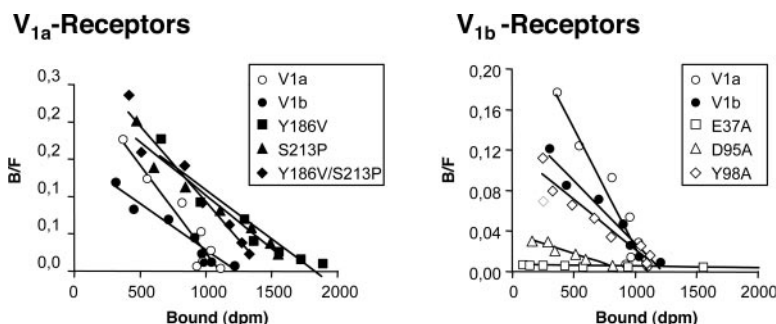 V1a-Receptors
0,3
0,2
0,2
0,1
0,1
0,0
B/F
0
500
1000
1500
2000
Bound (dpm)
V1a
V1b
Y186V
S213P
Y186V/S213P
V1b -Receptors
0,20
0,16
0,12
0,08
0,04
0,00
B/F
0
500
1000
1500
2000
Bound (dpm)
V1a
V1b
E37A
D95A
Y98A